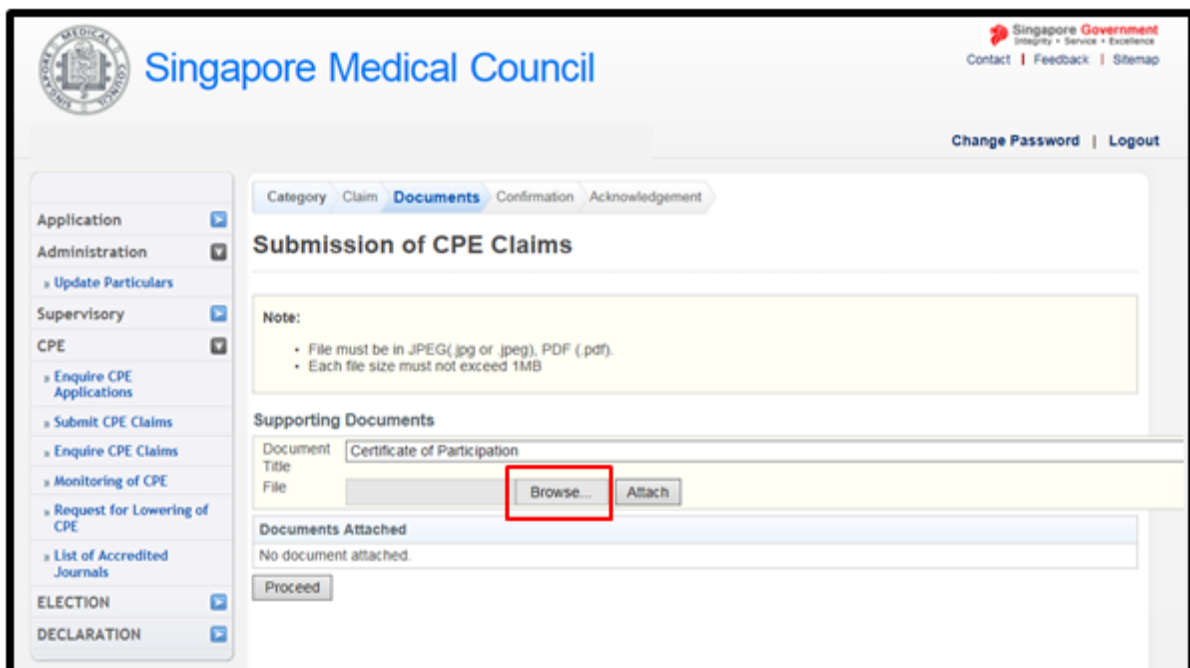 SINGAPORE MEDICAL COUNCIL
Singapore Medical Council
Singapore Government
Integrity • Service • Excellence
Contact | Feedback | Sitemap
Change Password | Logout
Application
Administration
» Update Particulars
Supervisory
CPE
» Enquire CPE
Applications
» Submit CPE Claims
» Enquire CPE Claims
» Monitoring of CPE
» Request for Lowering of
CPE
» List of Accredited
Journals
ELECTION
DECLARATION
Category Claim Documents Confirmation Acknowledgement
Submission of CPE Claims
Note:
• File must be in JPEG(.jpg or .jpeg), PDF (.pdf).
• Each file size must not exceed 1MB
Supporting Documents
Document Certificate of Participation
Title
File Browse... Attach
Documents Attached
No document attached.
Proceed